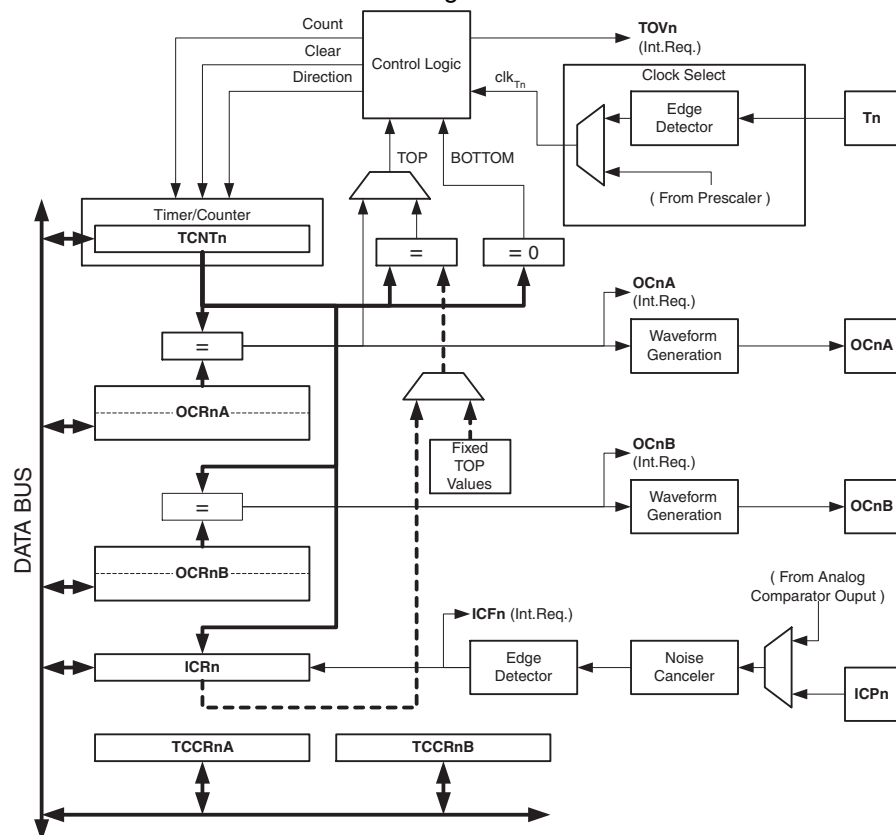 Count
Clear
Direction
Control Logic
TOVn
(Int.Req.)
clkTn
Clock Select
Edge
Detector
Tn
( From Prescaler )
TOP
BOTTOM
Timer/Counter
TCNTn
=
= 0
OCnA
(Int.Req.)
=
Waveform
Generation
OCnA
OCRnA
Fixed
TOP
Values
OCnB
(Int.Req.)
=
Waveform
Generation
OCnB
OCRnB
DATA BUS
( From Analog
Comparator Ouput )
ICFn (Int.Req.)
ICRn
Edge
Detector
Noise
Canceler
ICPn
TCCRnA
TCCRnB